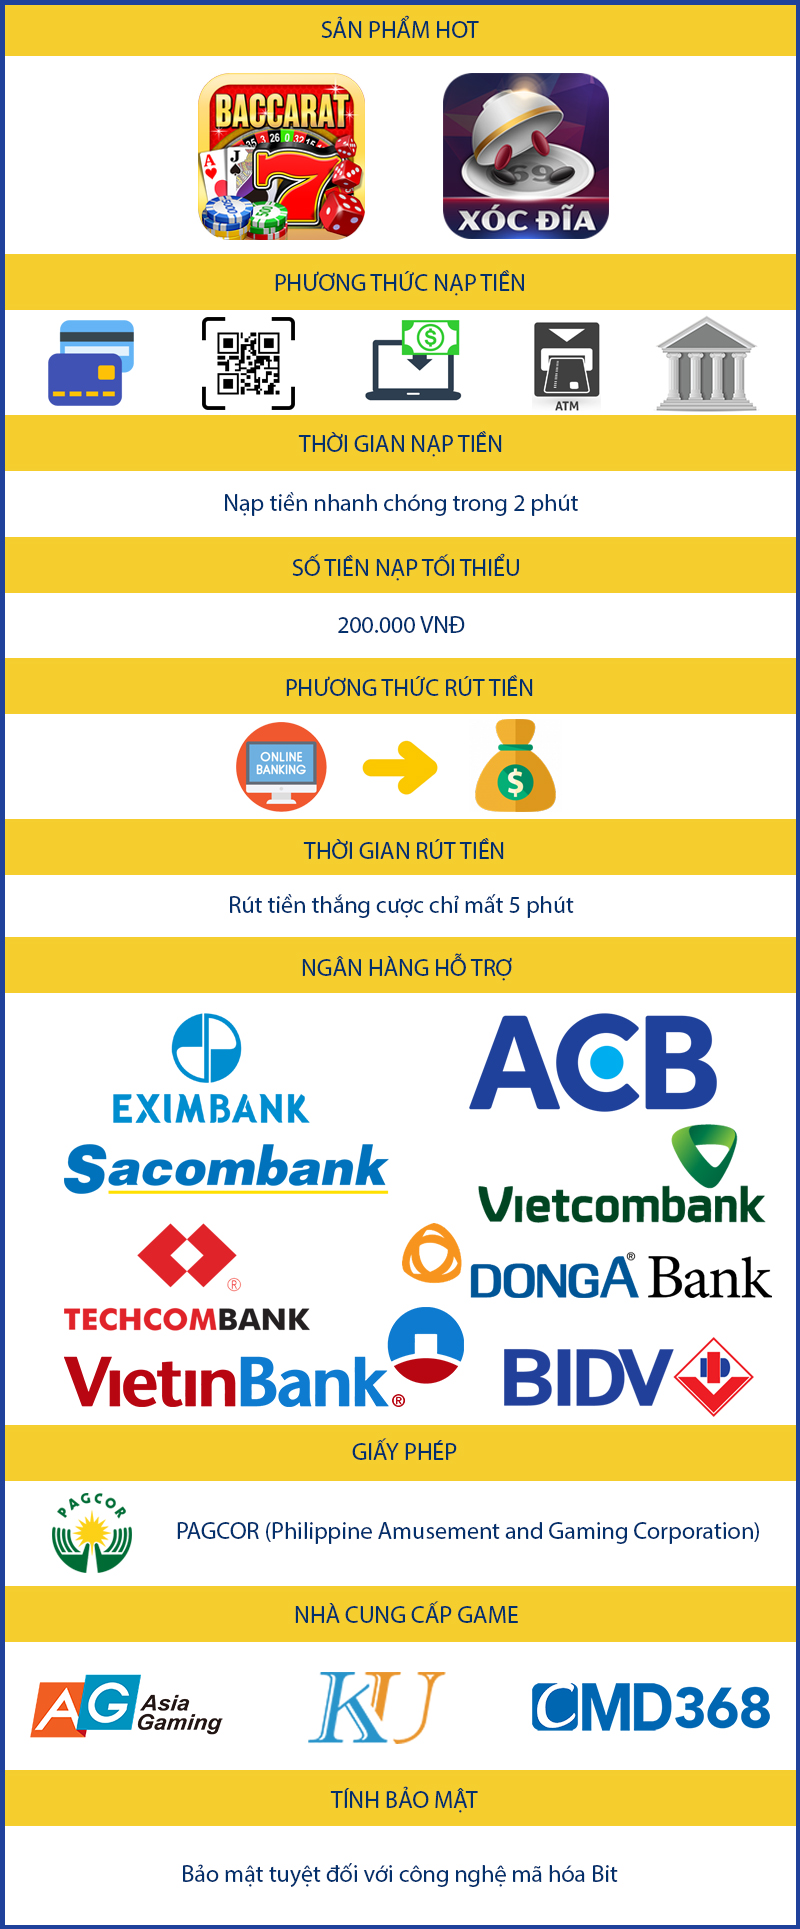 SẢN PHẨM HOT
BACCARAT
XÓC ĐĨA
PHƯƠNG THỨC NẠP TIỀN
ATM
THỜI GIAN NẠP TIỀN
Nạp tiền nhanh chóng trong 2 phút
SỐ TIỀN NẠP TỐI THIỂU
200.000 VNĐ
PHƯƠNG THỨC RÚT TIỀN
ONLINE
BANKING
THỜI GIAN RÚT TIỀN
Rút tiền thắng cược chỉ mất 5 phút
NGÂN HÀNG HỖ TRỢ
EXIMBANK
ACB
Sacombank
Vietcombank
TECHCOMBANK®
DONGA® Bank
VietinBank®
BIDV
GIẤY PHÉP
PAGCOR
PAGCOR (Philippine Amusement and Gaming Corporation)
NHÀ CUNG CẤP GAME
AG Asia
Gaming
KU
CMD368
TÍNH BẢO MẬT
Bảo mật tuyệt đối với công nghệ mã hóa Bit